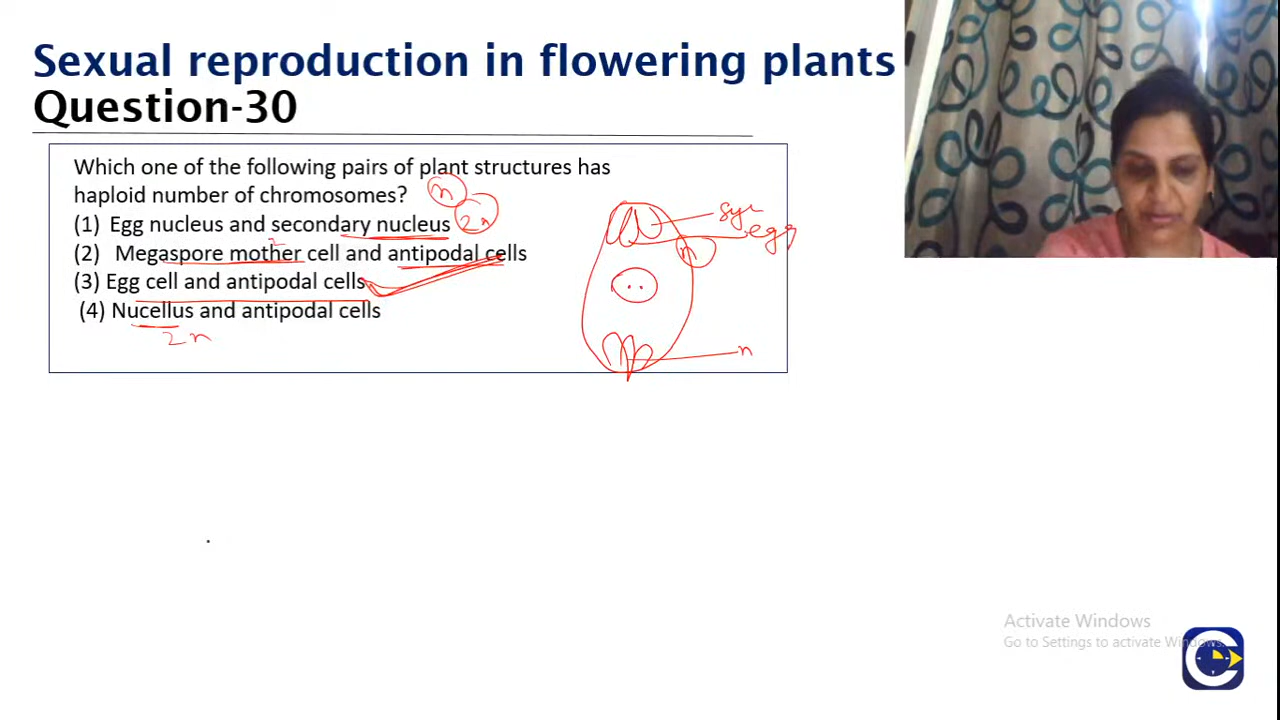 Sexual reproduction in flowering plants
Question-30
Which one of the following pairs of plant structures has
haploid number of chromosomes? n
(1) Egg nucleus and secondary nucleus 2n
(2) Megaspore mother cell and antipodal cells
2
(3) Egg cell and antipodal cells
(4) Nucellus and antipodal cells
2n
egg
n
n
Activate Windows
Go to Settings to activate Windows.